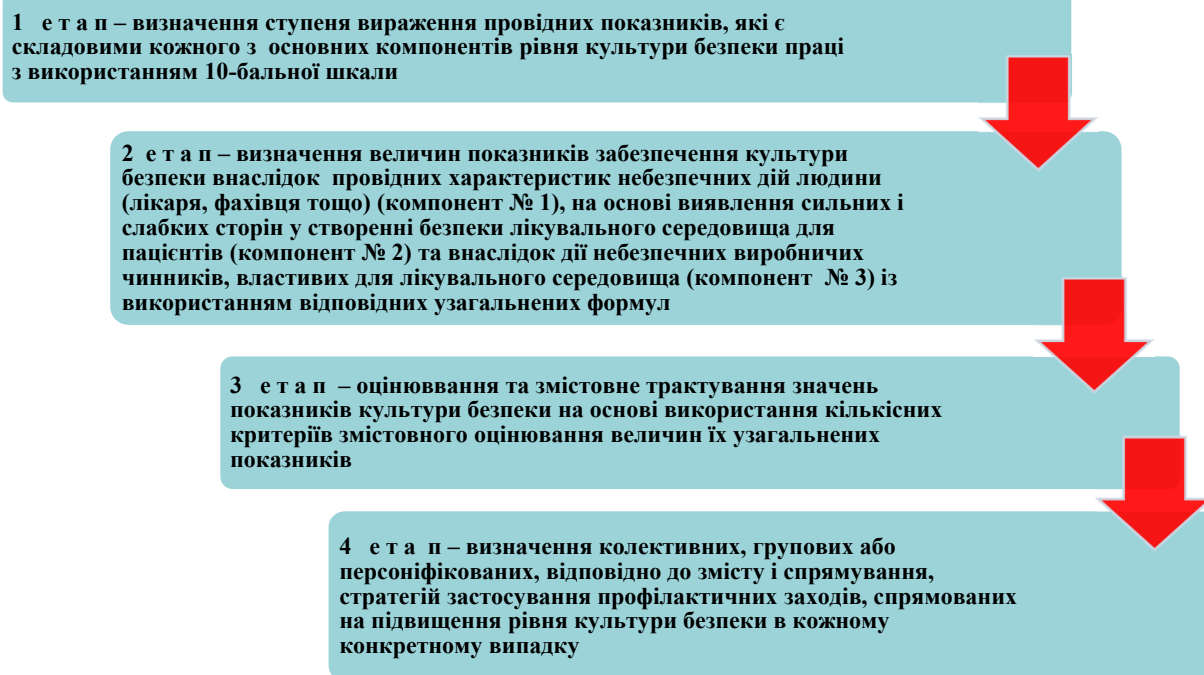 1 е т а п – визначення ступеня вираження провідних показників, які є
складовими кожного з основних компонентів рівня культури безпеки праці
з використанням 10-бальної шкали
2 е т а п – визначення величин показників забезпечення культури
безпеки внаслідок провідних характеристик небезпечних дій людини
(лікаря, фахівця тощо) (компонент № 1), на основі виявлення сильних і
слабких сторін у створенні безпеки лікувального середовища для
пацієнтів (компонент № 2) та внаслідок дії небезпечних виробничих
чинників, властивих для лікувального середовища (компонент № 3) із
використанням відповідних узагальнених формул
3 е т а п – оцінюввання та змістовне трактування значень
показників культури безпеки на основі використання кількісних
критеріїв змістовного оцінювання величин їх узагальнених
показників
4 е т а п – визначення колективних, групових або
персоніфікованих, відповідно до змісту і спрямування,
стратегій застосування профілактичних заходів, спрямованих
на підвищення рівня культури безпеки в кожному
конкретному випадку